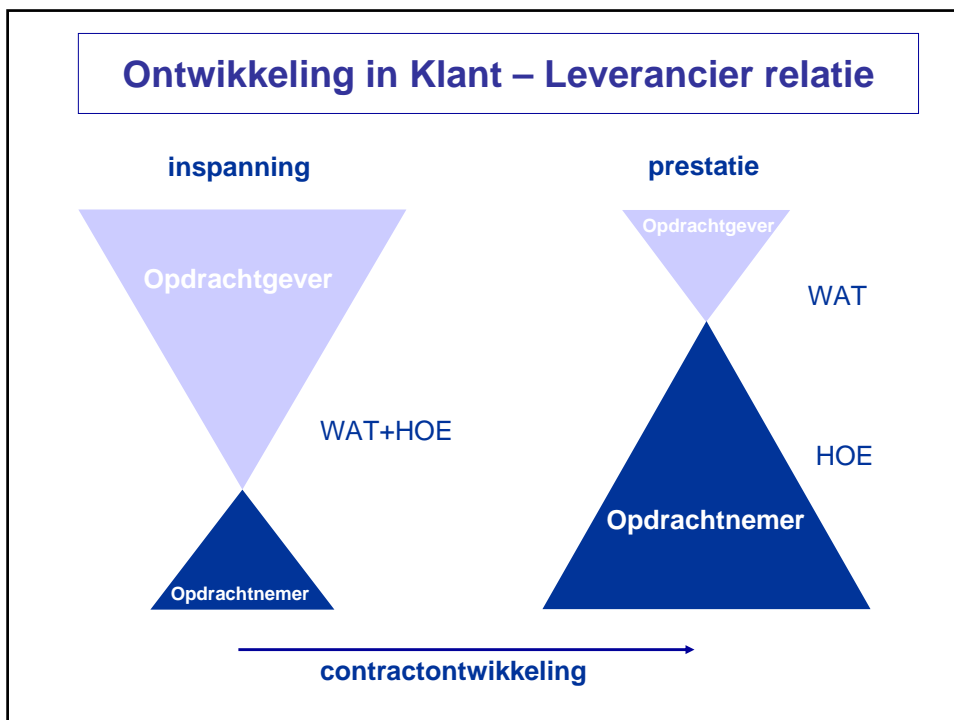 Ontwikkeling in Klant – Leverancier relatie
inspanning
prestatie
Opdrachtgever
Opdrachtgever
WAT
WAT+HOE
HOE
Opdrachtnemer
Opdrachtnemer
contractontwikkeling